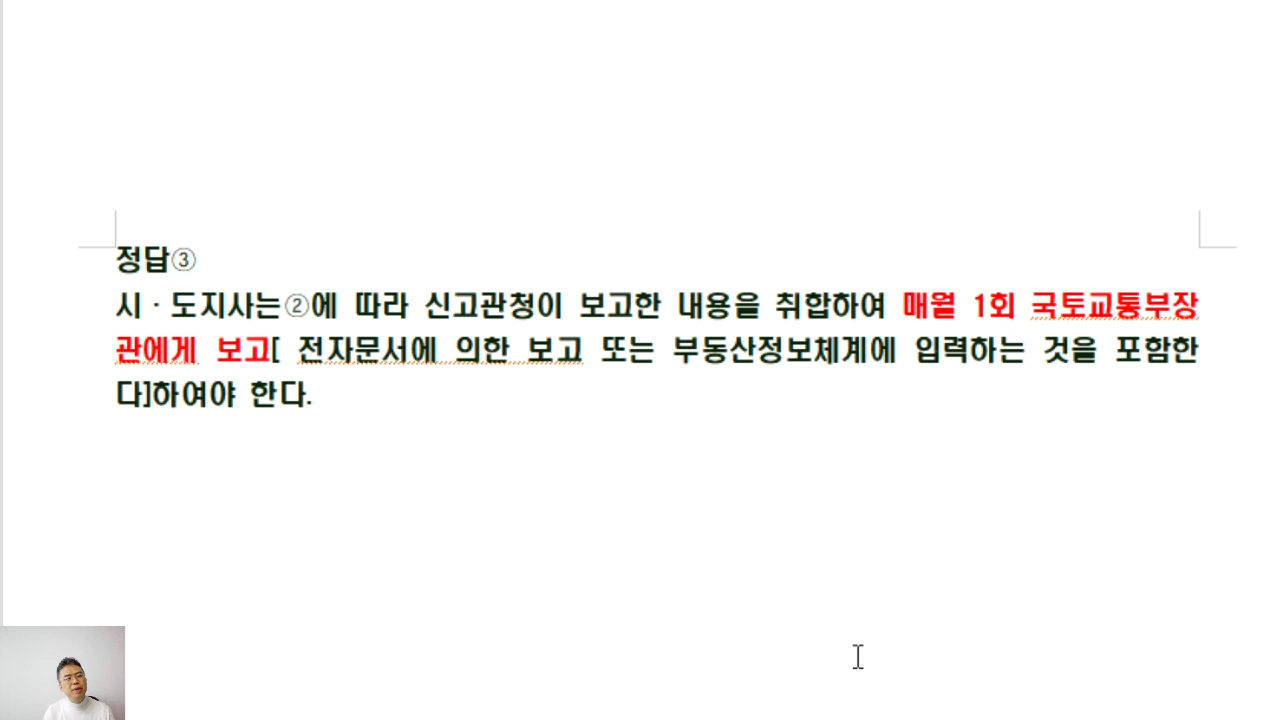 정답③
시·도지사는②에 따라 신고관청이 보고한 내용을 취합하여 매월 1회 국토교통부장
관에게 보고[ 전자문서에 의한 보고 또는 부동산정보체계에 입력하는 것을 포함한
다]하여야 한다.